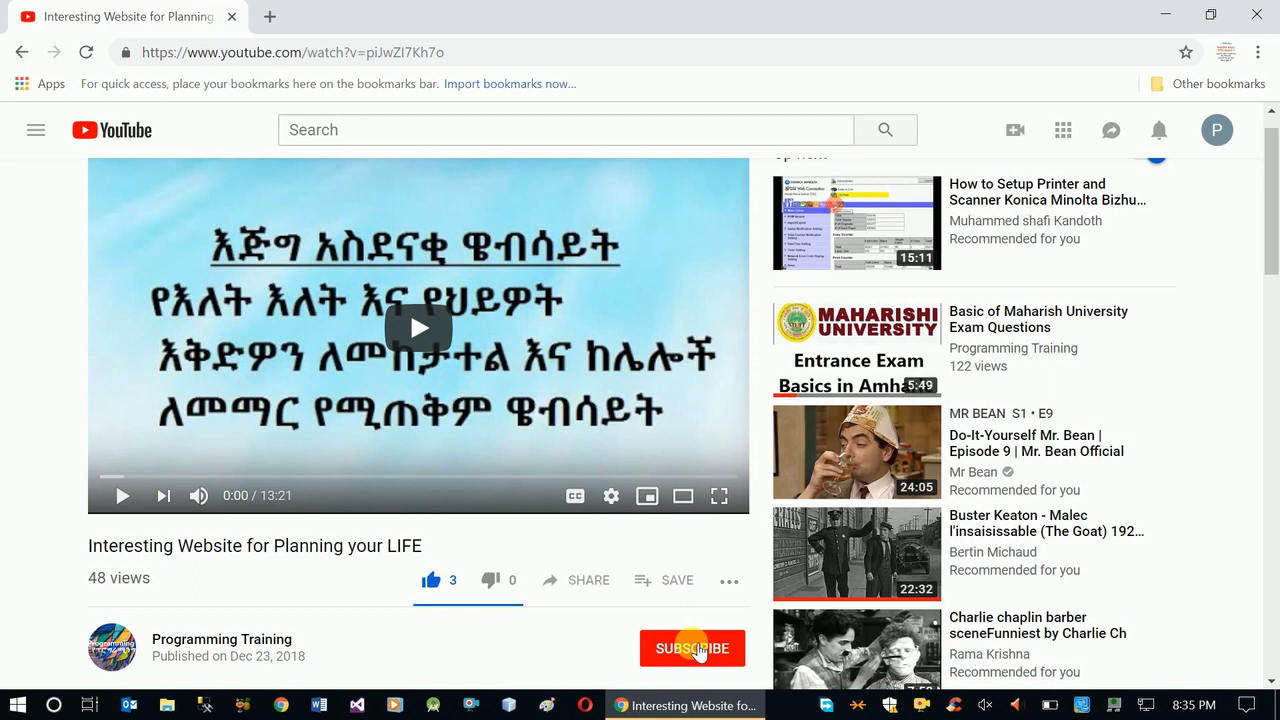 Interesting Website for Planning
https://www.youtube.com/watch?v=piJwZI7Kh7o
Apps
For quick access, place your bookmarks here on the bookmarks bar. Import bookmarks now...
Other bookmarks
YouTube
Search
P
እጅግ አስደናቂ ዌብሳይት
የእለት እለት እና የህይዎት
እቅድዎን ለመከታተል እና ከሌሎች
ለመማር የሚጠቅም ዌብሳይት
0:00 / 13:21
CC
Interesting Website for Planning your LIFE
48 views
3
0
SHARE
SAVE
Programming Training
Published on Dec 23, 2018
SUBSCRIBE
15:11
How to Setup Printer and
Scanner Konica Minolta Bizhu...
Muhammed shafi Kandoth
Recommended for you
MAHARISHI
UNIVERSITY
Entrance Exam
Basics in Amha
5:49
Basic of Maharish University
Exam Questions
Programming Training
122 views
24:05
MR BEAN S1 • E9
Do-It-Yourself Mr. Bean |
Episode 9 | Mr. Bean Official
Mr Bean
Recommended for you
22:32
Buster Keaton - Malec
l'insaisissable (The Goat) 192...
Bertin Michaud
Recommended for you
Charlie chaplin barber
sceneFunniest by Charlie Ch
Rama Krishna
Recommended for you
Interesting Website fo...
8:35 PM